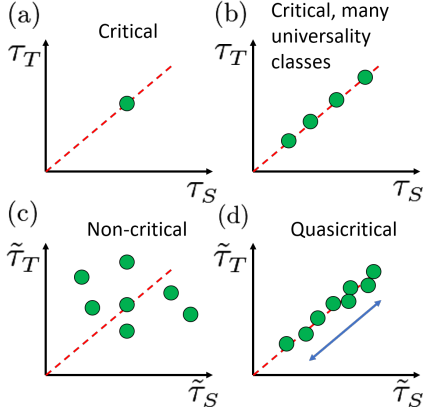 (a)
Critical
τ_T
τ_S
(b)
Critical, many
universality
classes
τ_T
τ_S
(c)
Non-critical
τ̃_T
τ̃_S
(d)
Quasicritical
τ̃_T
τ̃_S